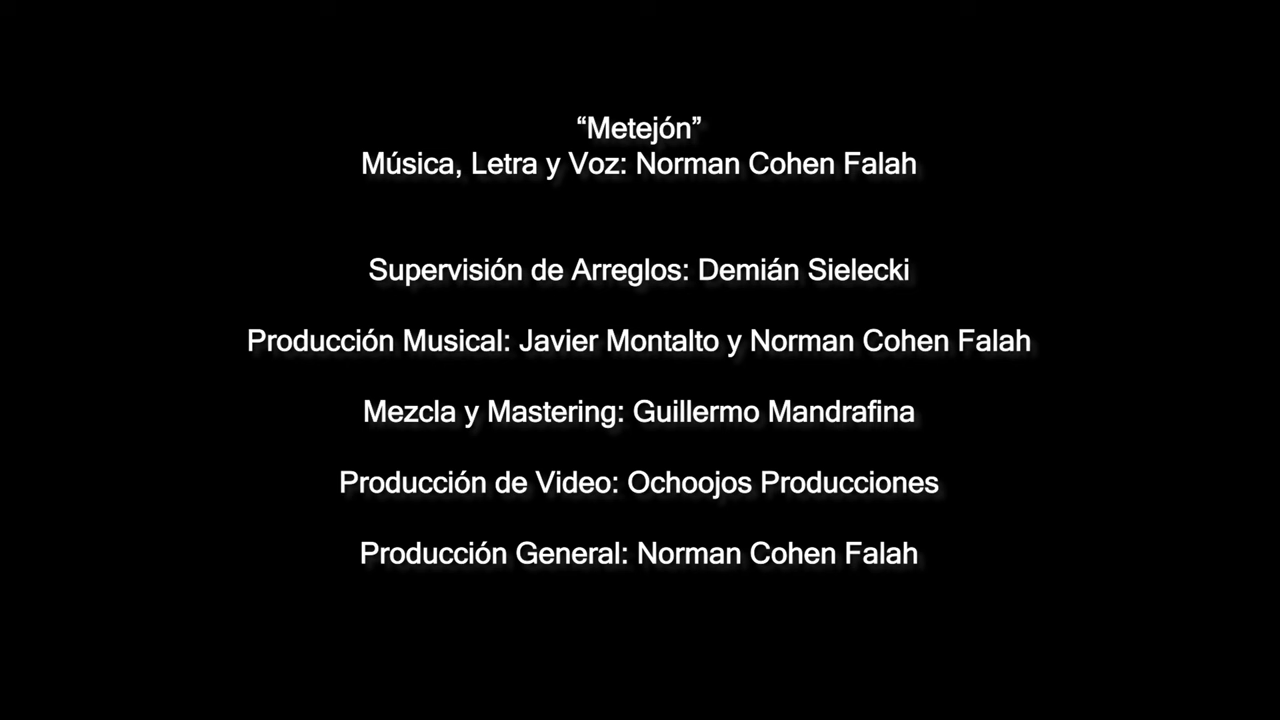 “Metejón”
Música, Letra y Voz: Norman Cohen Falah
Supervisión de Arreglos: Demián Sielecki
Producción Musical: Javier Montalto y Norman Cohen Falah
Mezcla y Mastering: Guillermo Mandrafina
Producción de Video: Ochoojos Producciones
Producción General: Norman Cohen Falah